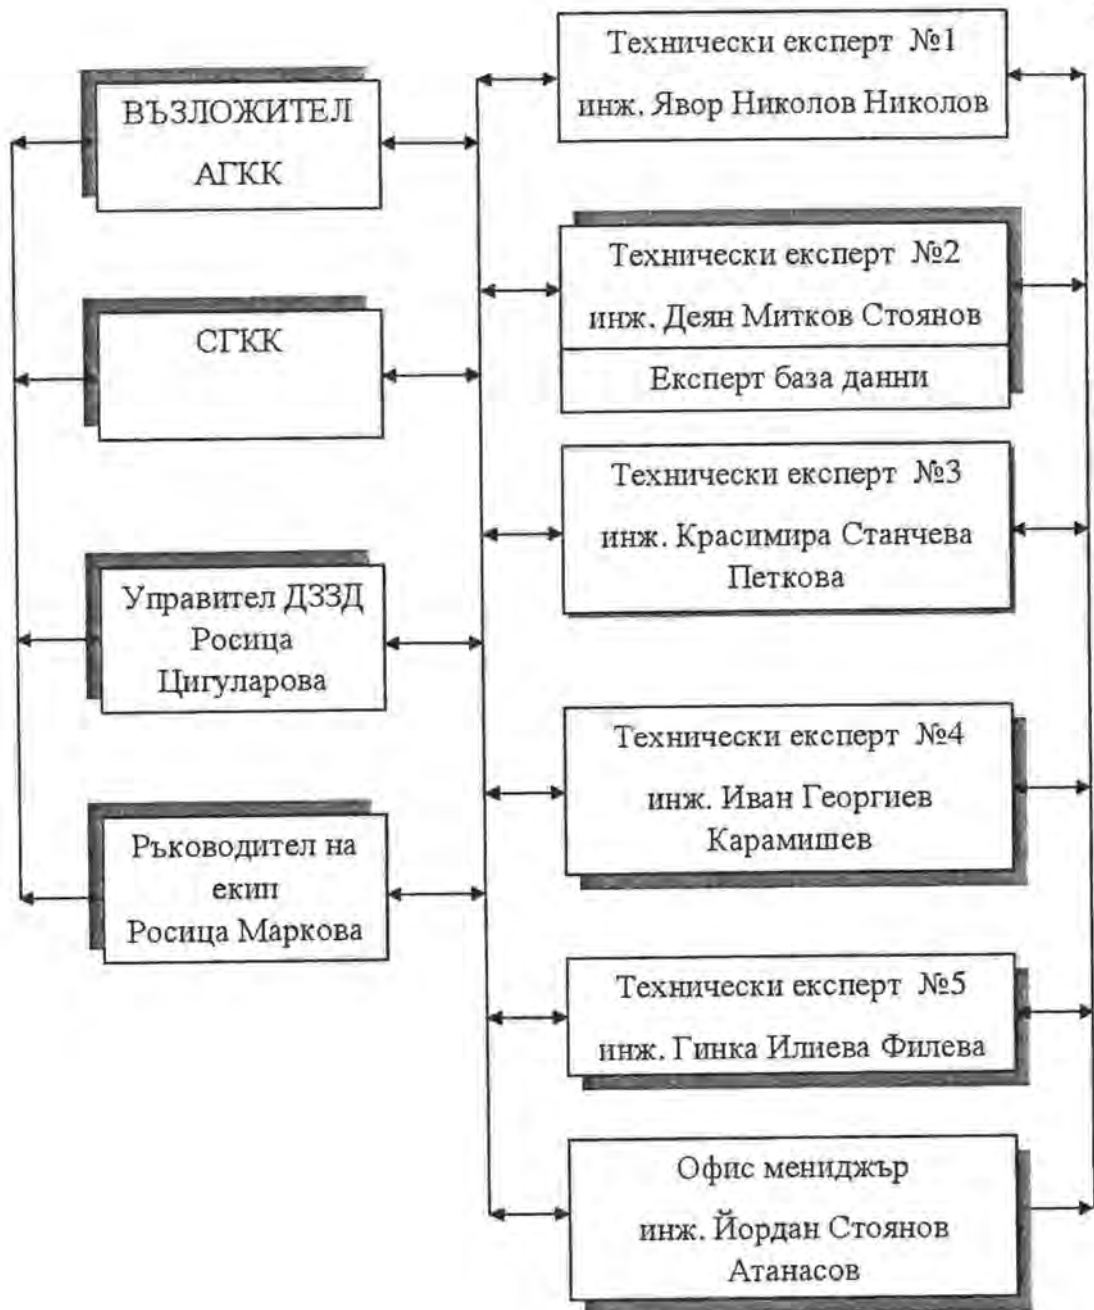 ВЪЗЛОЖИТЕЛ
АГКК
СГКК
Управител ДЗЗД
Росица
Цигуларова
Ръководител на
екип
Росица Маркова
Технически експерт №1
инж. Явор Николов Николов
Технически експерт №2
инж. Деян Митков Стоянов
Експерт база данни
Технически експерт №3
инж. Красимира Станчева
Петкова
Технически експерт №4
инж. Иван Георгиев
Карамишев
Технически експерт №5
инж. Гинка Илиева Филева
Офис мениджър
инж. Йордан Стоянов
Атанасов